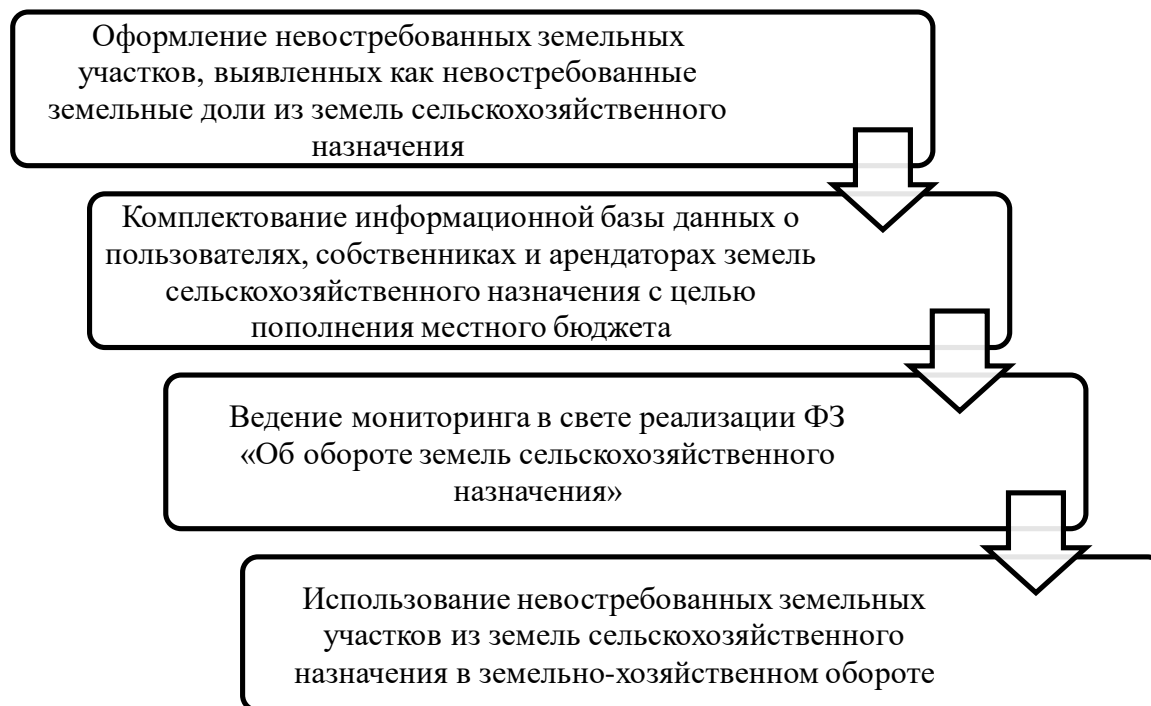 Оформление невостребованных земельных
участков, выявленных как невостребованные
земельные доли из земель сельскохозяйственного
назначения
Комплектование информационной базы данных о
пользователях, собственниках и арендаторах земель
сельскохозяйственного назначения с целью
пополнения местного бюджета
Ведение мониторинга в свете реализации ФЗ
«Об обороте земель сельскохозяйственного
назначения»
Использование невостребованных земельных
участков из земель сельскохозяйственного
назначения в земельно-хозяйственном обороте